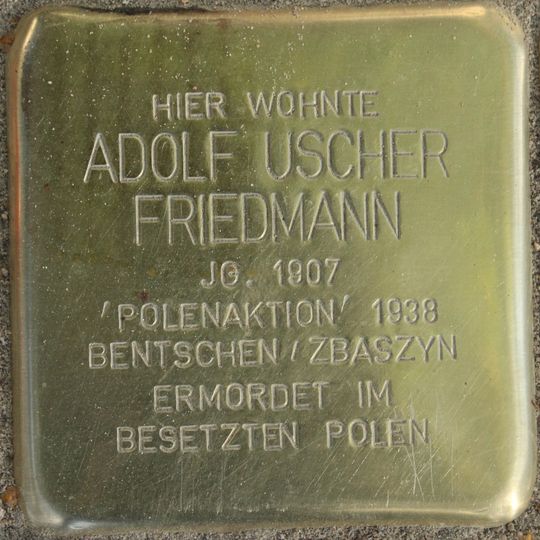 HIER WOHNTE
ADOLF USCHER
FRIEDMANN
JG. 1907
'POLENAKTION' 1938
BENTSCHEN / ZBASZYN
ERMORDET IM
BESETZTEN POLEN